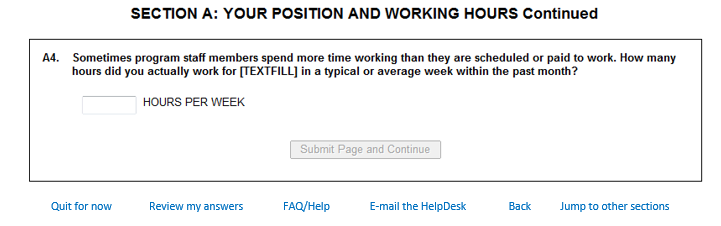 SECTION A: YOUR POSITION AND WORKING HOURS Continued
A4. Sometimes program staff members spend more time working than they are scheduled or paid to work. How many
hours did you actually work for [TEXTFILL] in a typical or average week within the past month?
HOURS PER WEEK
Submit Page and Continue
Quit for now Review my answers FAQ/Help E-mail the HelpDesk Back Jump to other sections